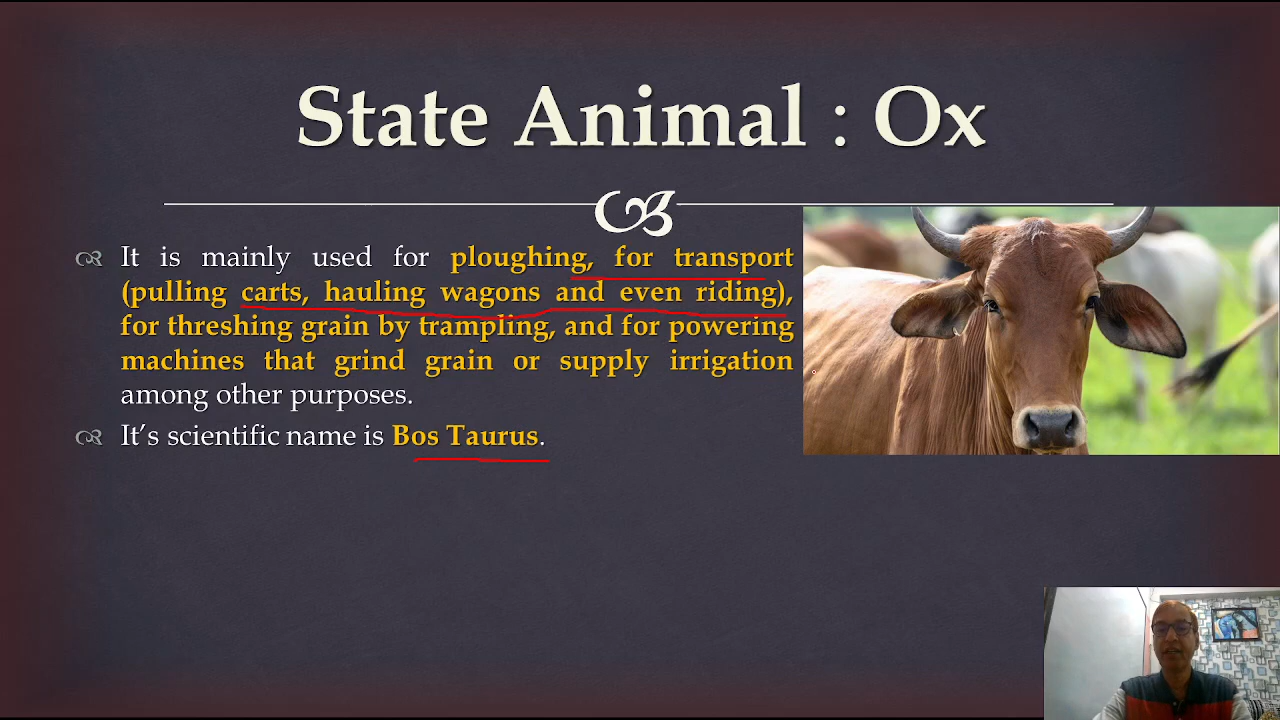 State Animal : Ox
It is mainly used for ploughing, for transport
(pulling carts, hauling wagons and even riding),
for threshing grain by trampling, and for powering
machines that grind grain or supply irrigation
among other purposes.
It’s scientific name is Bos Taurus.